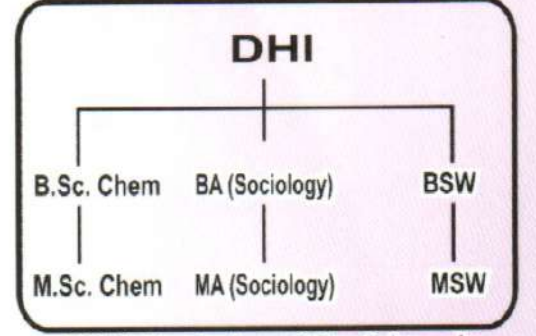 DHI
B.Sc. Chem BA (Sociology) BSW
M.Sc. Chem MA (Sociology) MSW